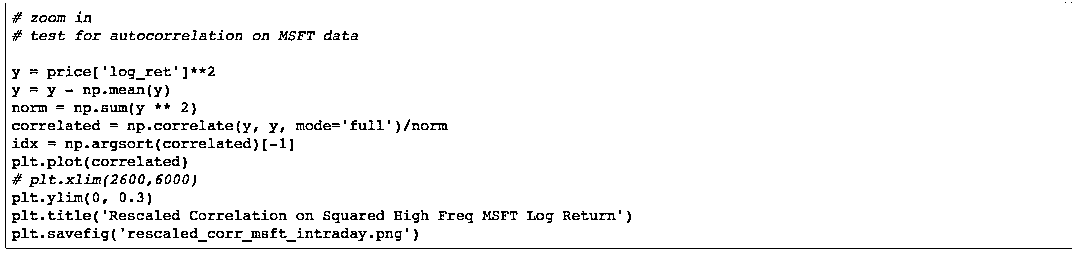 # zoom in
# test for autocorrelation on MSFT data
y = price['log_ret']**2
y = y - np.mean(y)
norm = np.sum(y ** 2)
correlated = np.correlate(y, y, mode='full')/norm
idx = np.argsort(correlated)[-1]
plt.plot(correlated)
# plt.xlim(2600,6000)
plt.ylim(0, 0.3)
plt.title('Rescaled Correlation on Squared High Freq MSFT Log Return')
plt.savefig('rescaled_corr_msft_intraday.png')